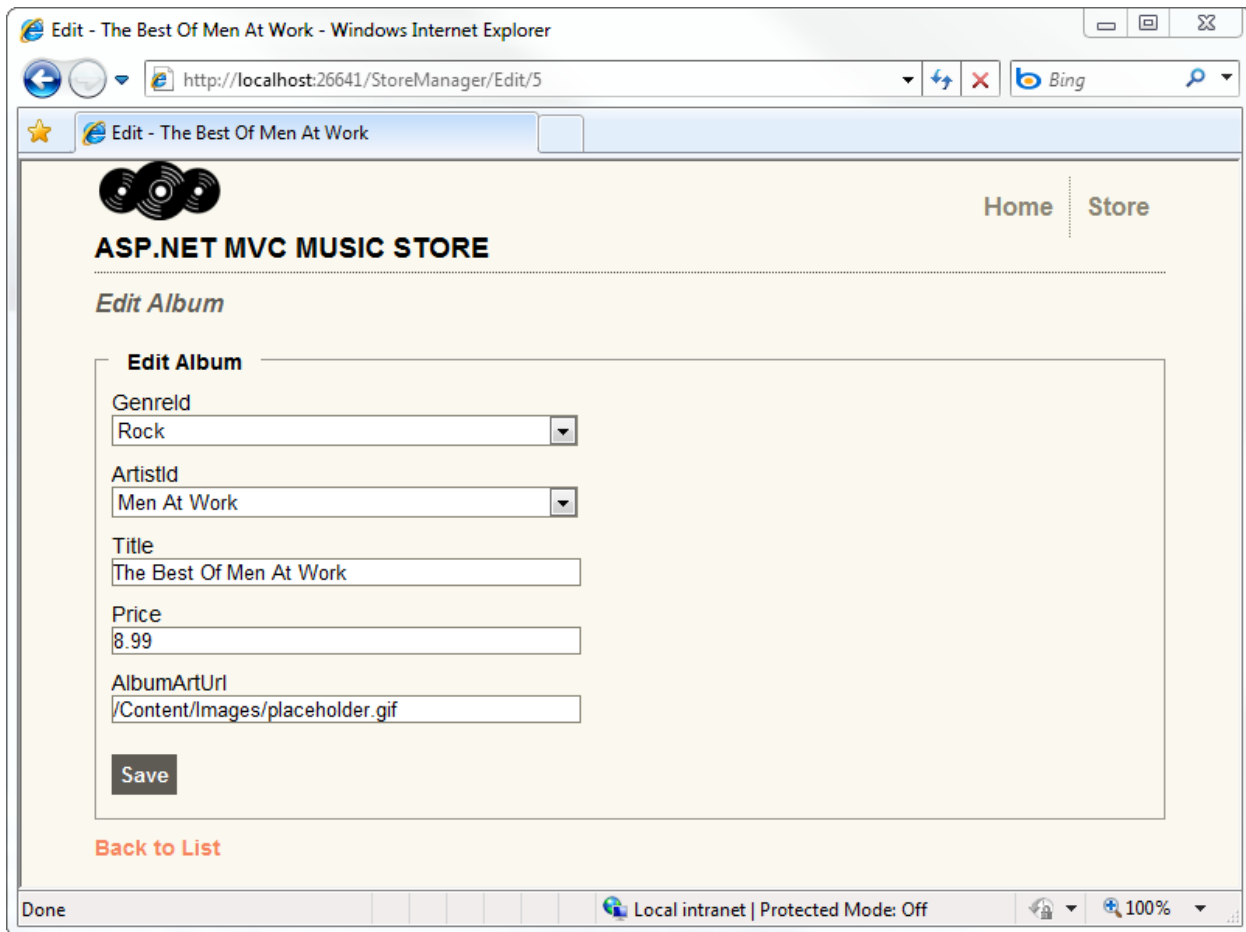 Edit - The Best Of Men At Work - Windows Internet Explorer
http://localhost:26641/StoreManager/Edit/5
Bing
Edit - The Best Of Men At Work
Home
Store
ASP.NET MVC MUSIC STORE
Edit Album
Edit Album
GenreId
Rock
ArtistId
Men At Work
Title
The Best Of Men At Work
Price
8.99
AlbumArtUrl
/Content/Images/placeholder.gif
Save
Back to List
Done
Local intranet | Protected Mode: Off
100%